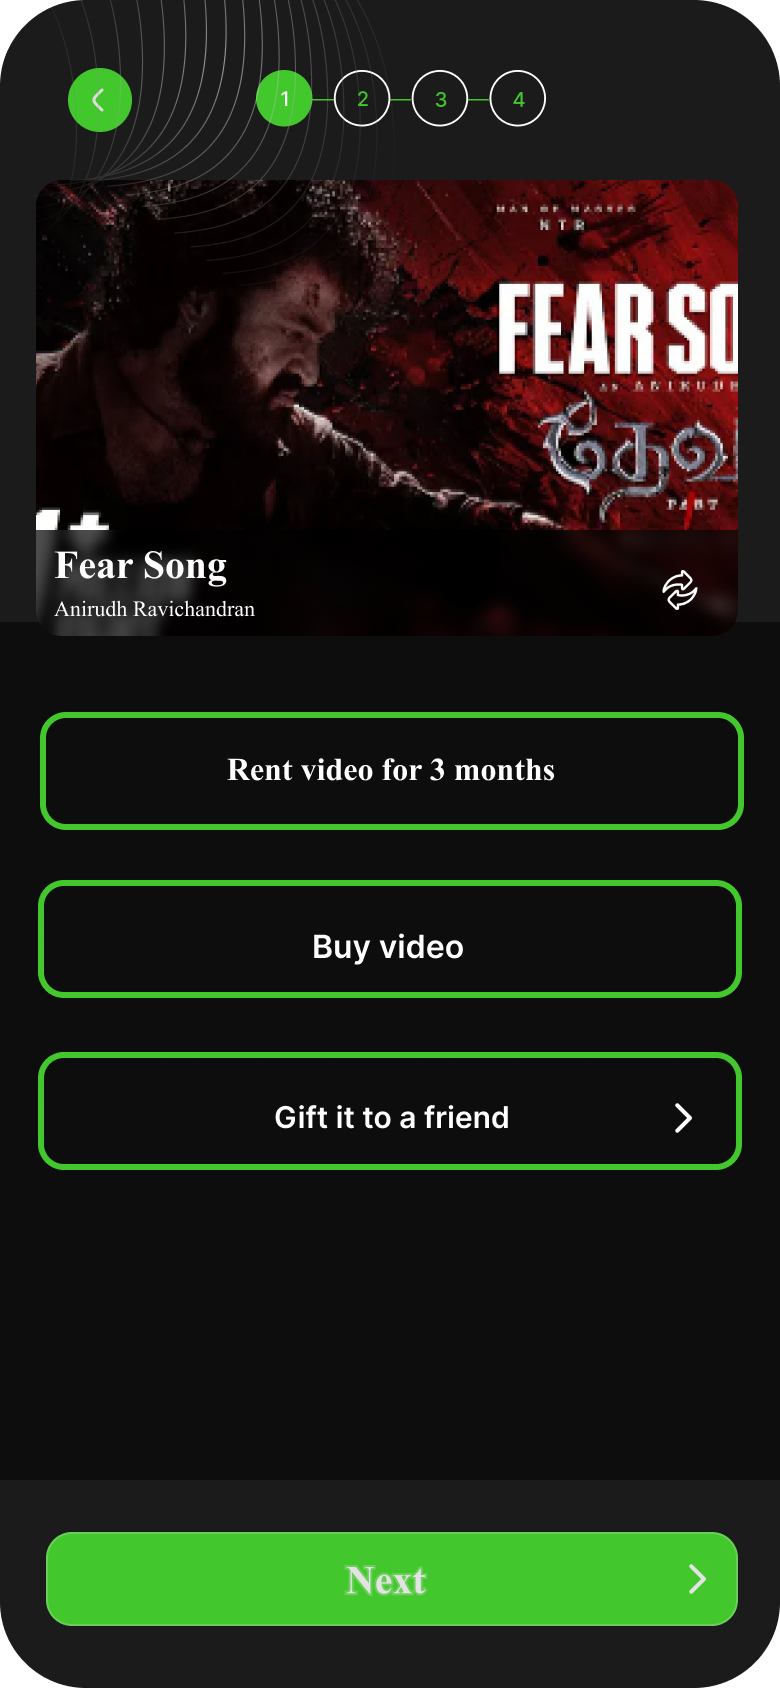 1 2 3 4
MAN OF MASSES
NTR
FEAR SO
AN ANIRUDH
PART
Fear Song
Anirudh Ravichandran
Rent video for 3 months
Buy video
Gift it to a friend
Next